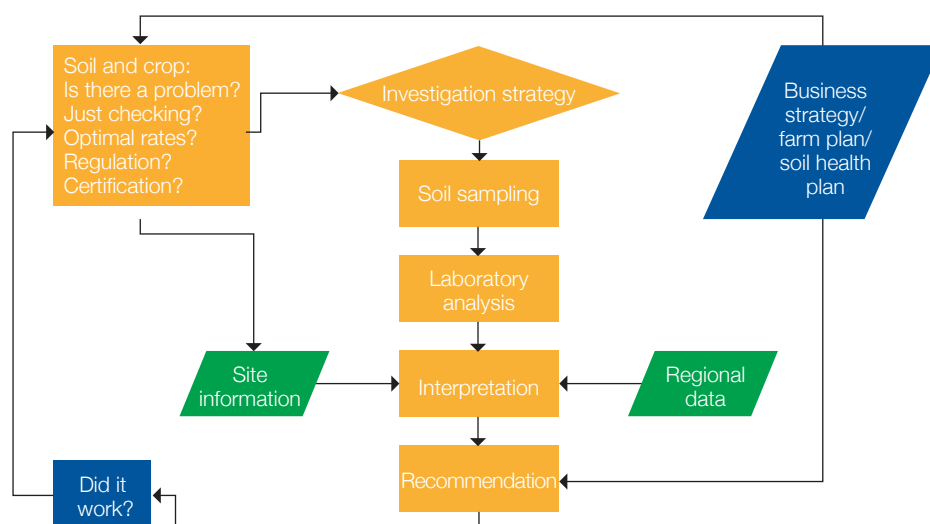 Soil and crop:
Is there a problem?
Just checking?
Optimal rates?
Regulation?
Certification?
Investigation strategy
Business
strategy/
farm plan/
soil health
plan
Soil sampling
Laboratory
analysis
Site
information
Interpretation
Regional
data
Recommendation
Did it
work?